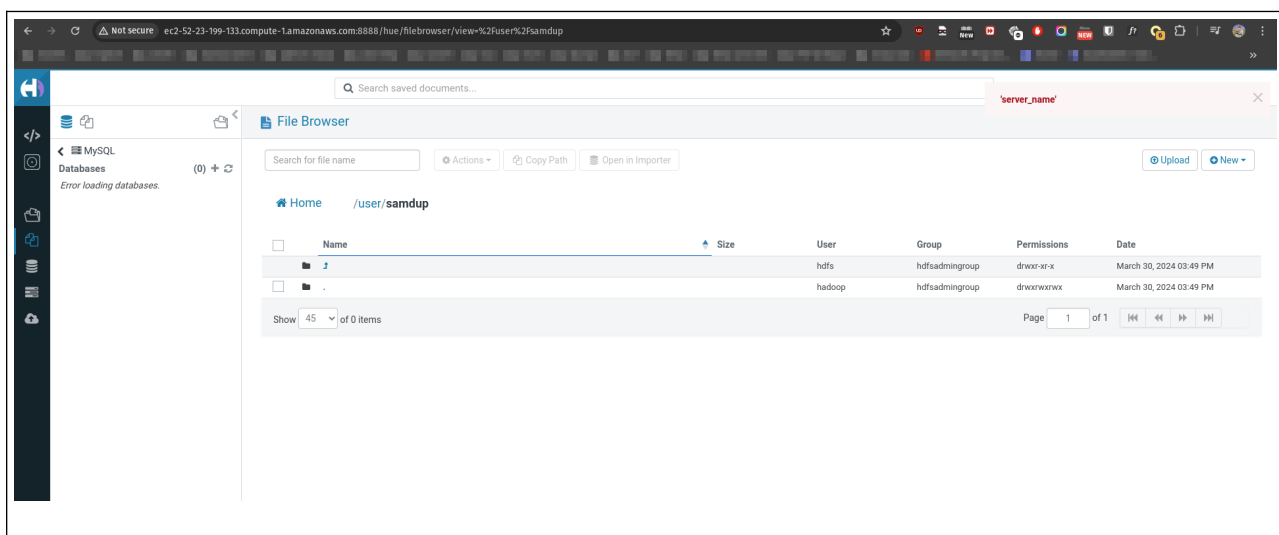 Not secure ec2-52-23-199-133.compute-1.amazonaws.com:8888/hue/filebrowser/view=%2Fuser%2Fsamdup
New
NEW
Search saved documents...
'server_name'
File Browser
MySQL
Databases (0)
Error loading databases.
Search for file name Actions Copy Path Open in Importer Upload New
Home /user/samdup
Name Size User Group Permissions Date
hdfs hdfsadmingroup drwxr-xr-x March 30, 2024 03:49 PM
. hadoop hdfsadmingroup drwxrwxrwx March 30, 2024 03:49 PM
Show 45 of 0 items Page 1 of 1